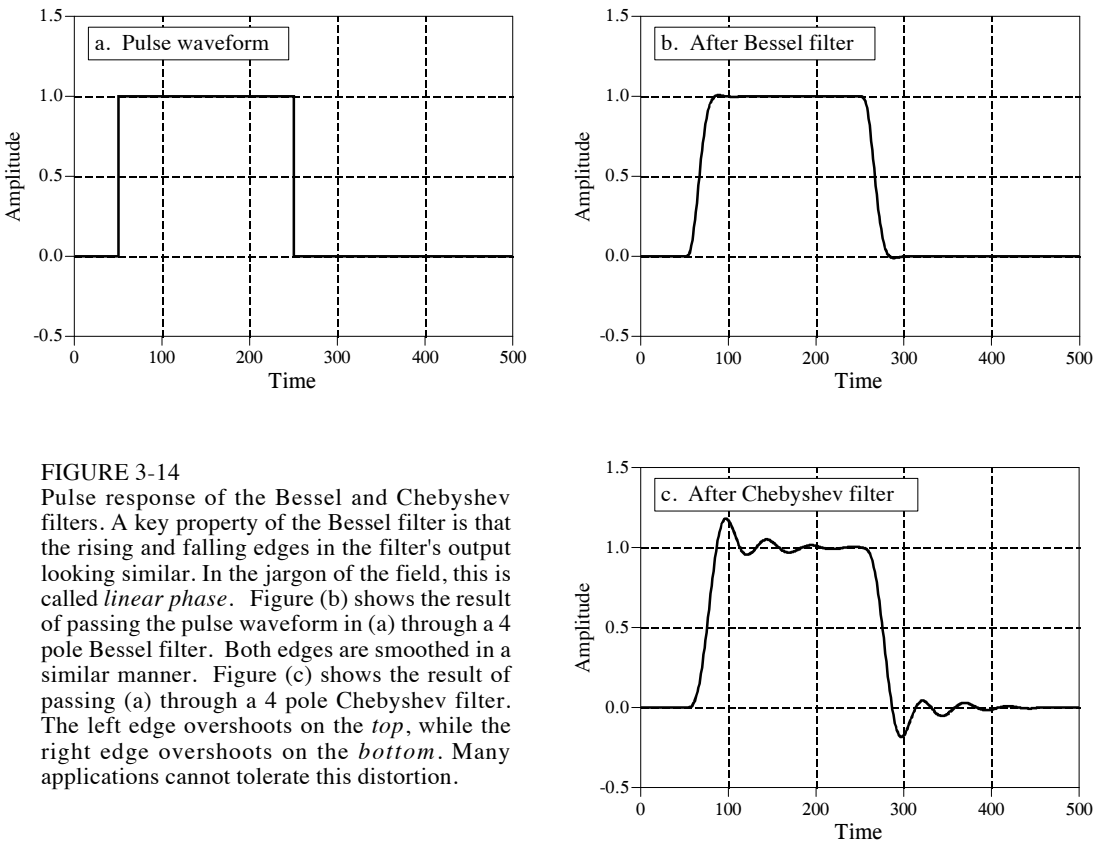 a. Pulse waveform
1.5
1.0
0.5
0.0
-0.5
Amplitude
0 100 200 300 400 500
Time
b. After Bessel filter
1.5
1.0
0.5
0.0
-0.5
Amplitude
0 100 200 300 400 500
Time
FIGURE 3-14
Pulse response of the Bessel and Chebyshev
filters. A key property of the Bessel filter is that
the rising and falling edges in the filter's output
looking similar. In the jargon of the field, this is
called linear phase. Figure (b) shows the result
of passing the pulse waveform in (a) through a 4
pole Bessel filter. Both edges are smoothed in a
similar manner. Figure (c) shows the result of
passing (a) through a 4 pole Chebyshev filter.
The left edge overshoots on the top, while the
right edge overshoots on the bottom. Many
applications cannot tolerate this distortion.
c. After Chebyshev filter
1.5
1.0
0.5
0.0
-0.5
Amplitude
0 100 200 300 400 500
Time